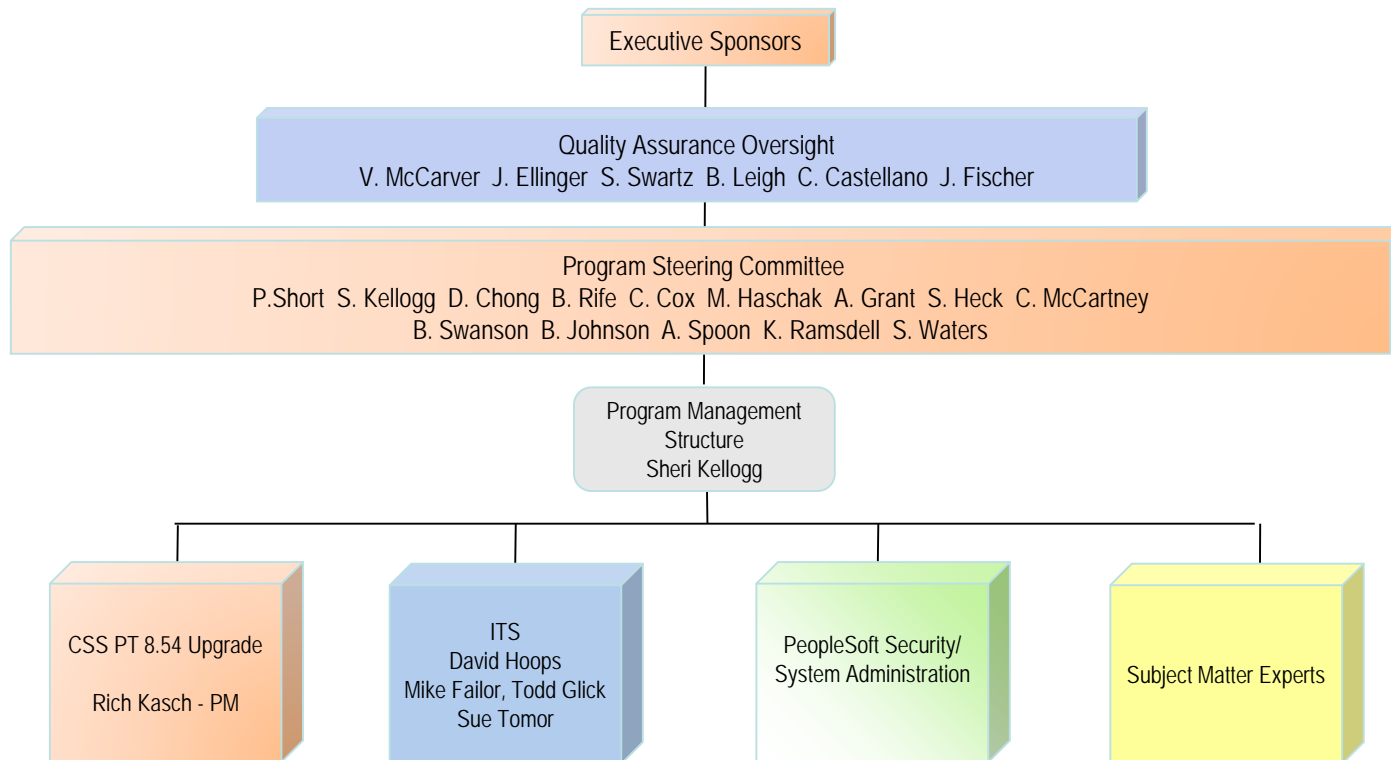 Executive Sponsors
Quality Assurance Oversight
V. McCarver J. Ellinger S. Swartz B. Leigh C. Castellano J. Fischer
Program Steering Committee
P.Short S. Kellogg D. Chong B. Rife C. Cox M. Haschak A. Grant S. Heck C. McCartney
B. Swanson B. Johnson A. Spoon K. Ramsdell S. Waters
Program Management
Structure
Sheri Kellogg
CSS PT 8.54 Upgrade
Rich Kasch - PM
ITS
David Hoops
Mike Failor, Todd Glick
Sue Tomor
PeopleSoft Security/
System Administration
Subject Matter Experts